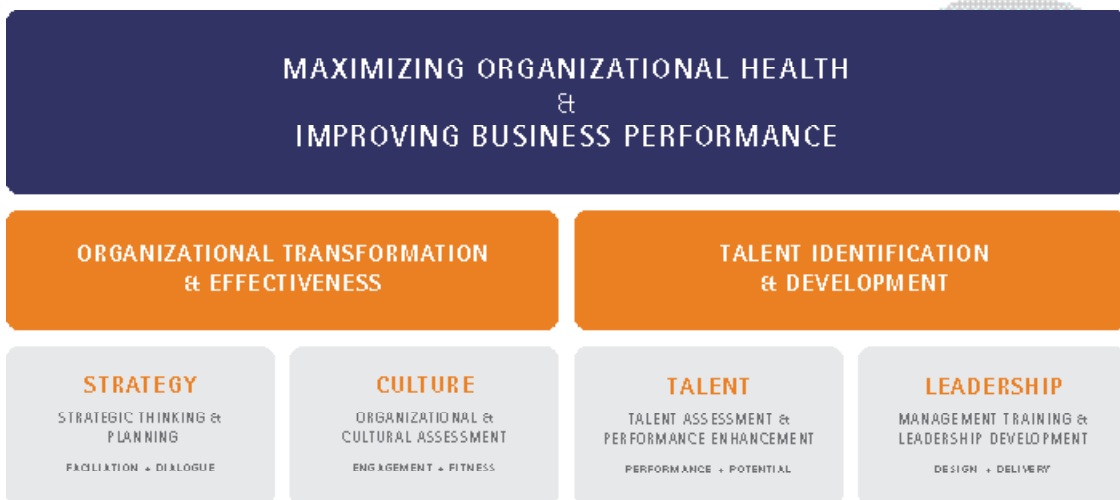 MAXIMIZING ORGANIZATIONAL HEALTH
&
IMPROVING BUSINESS PERFORMANCE
ORGANIZATIONAL TRANSFORMATION
& EFFECTIVENESS
TALENT IDENTIFICATION
& DEVELOPMENT
STRATEGY
STRATEGIC THINKING &
PLANNING
FACILIATION + DIALOGUE
CULTURE
ORGANIZATIONAL &
CULTURAL ASSESSMENT
ENGAGEMENT + FITNESS
TALENT
TALENT ASSESSMENT &
PERFORMANCE ENHANCEMENT
PERFORMANCE + POTENTIAL
LEADERSHIP
MANAGEMENT TRAINING &
LEADERSHIP DEVELOPMENT
DESIGN + DELIVERY